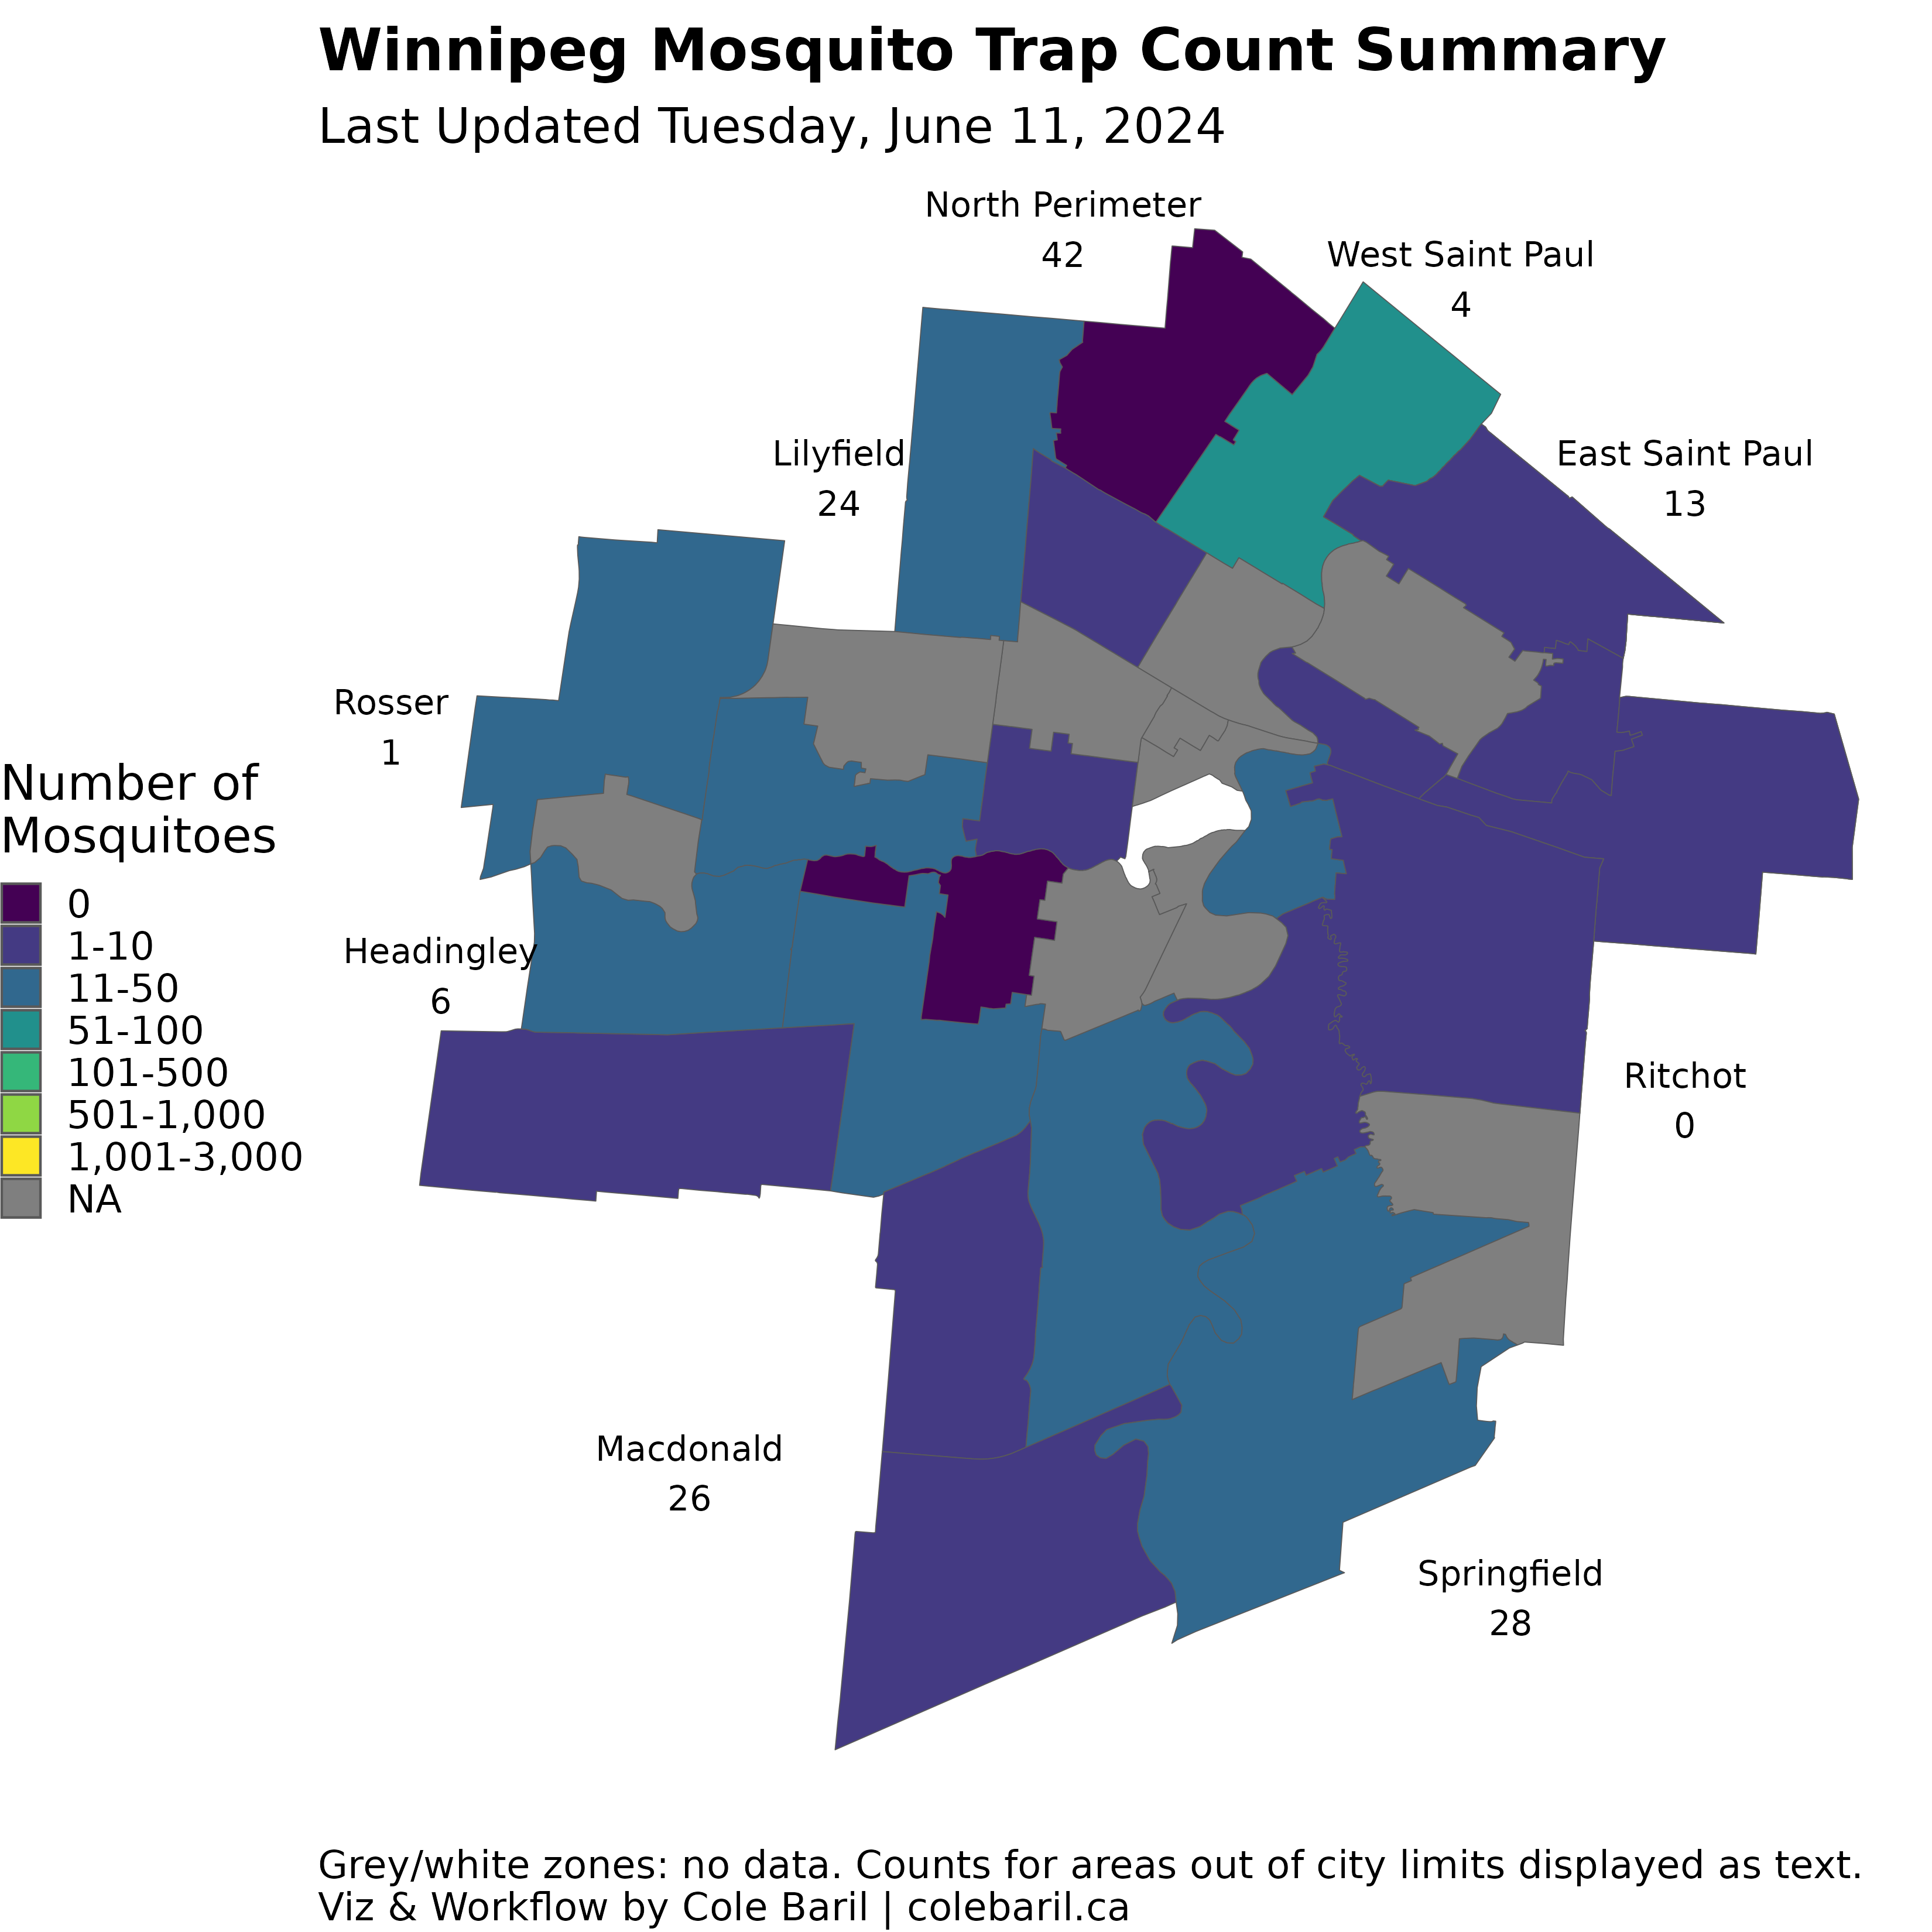 Winnipeg Mosquito Trap Count Summary
Last Updated Tuesday, June 11, 2024
North Perimeter
42
West Saint Paul
4
Lilyfield
24
East Saint Paul
13
Rosser
1
Number of
Mosquitoes
0
1-10
11-50
51-100
101-500
501-1,000
1,001-3,000
NA
Headingley
6
Ritchot
0
Macdonald
26
Springfield
28
Grey/white zones: no data. Counts for areas out of city limits displayed as text.
Viz & Workflow by Cole Baril | colebaril.ca